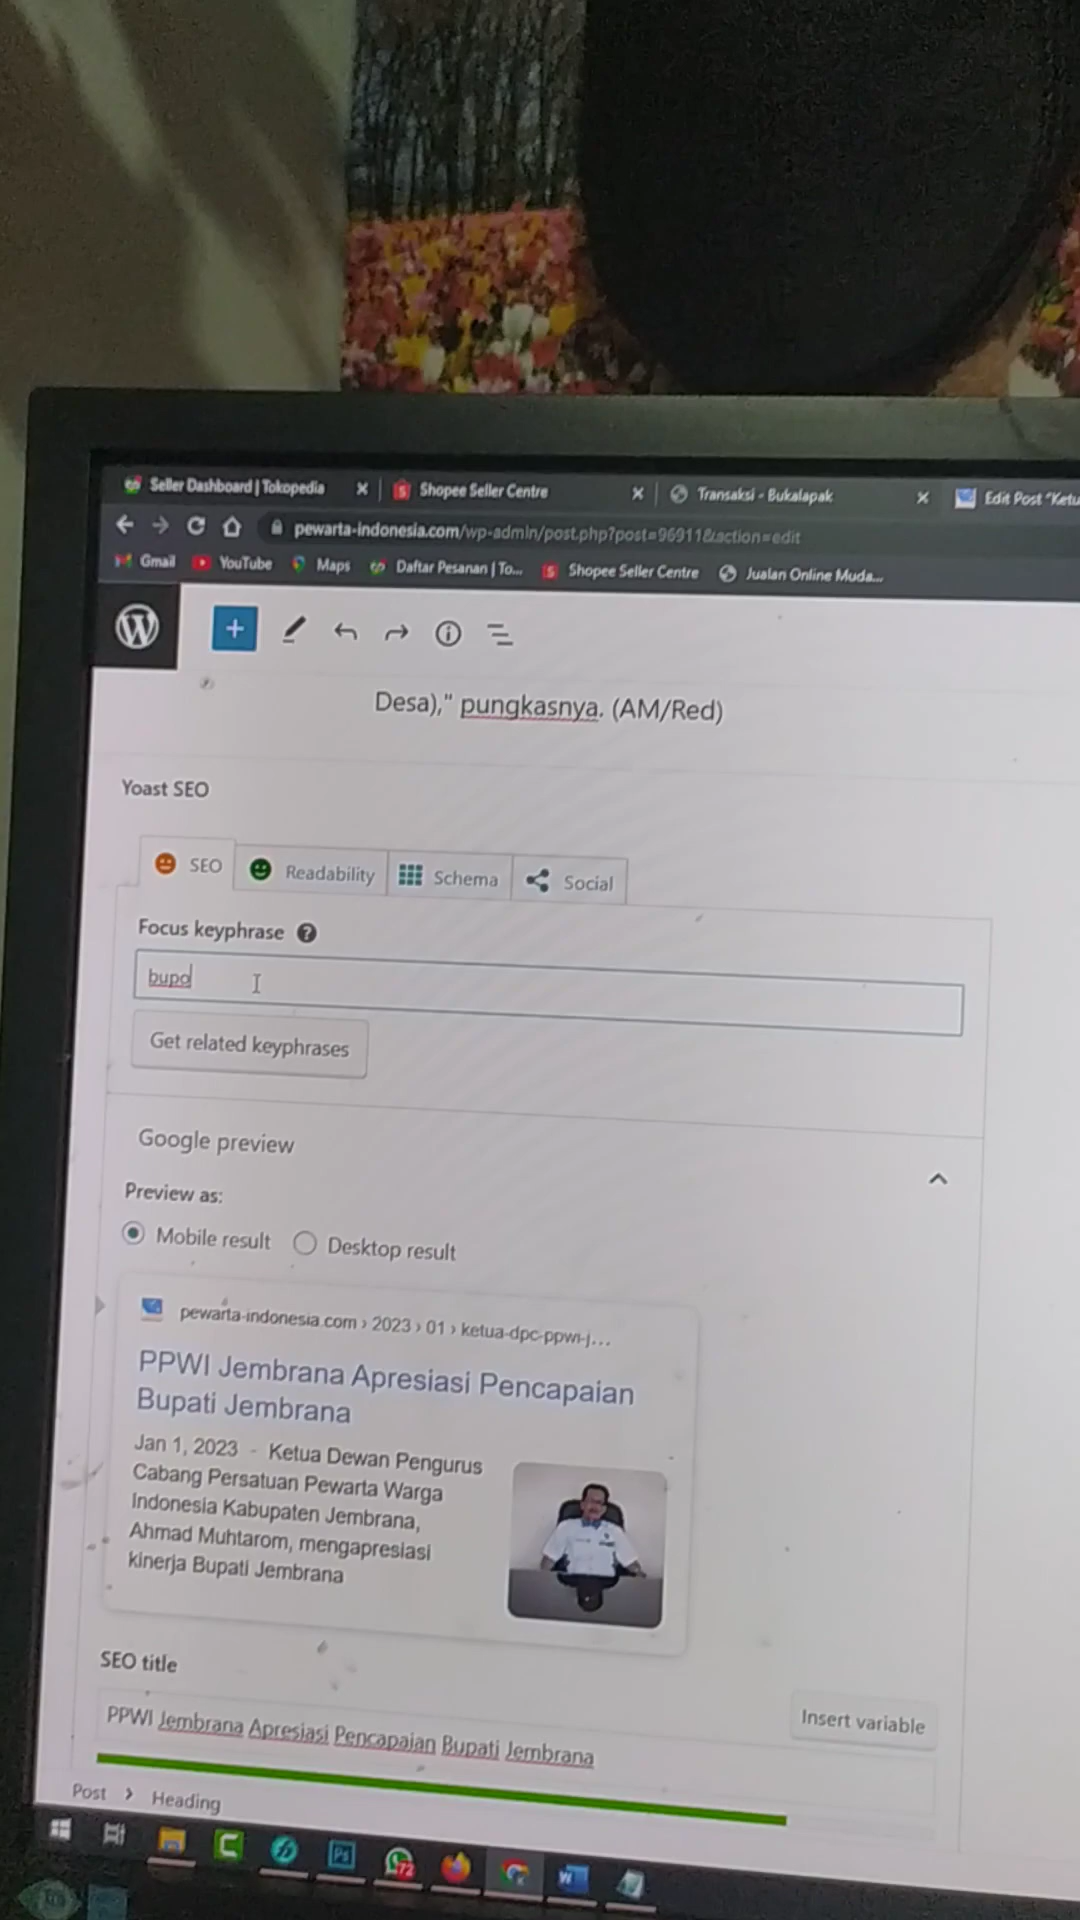 Seller Dashboard | Tokopedia
Shopee Seller Centre
Transaksi - Bukalapak
Edit Post "Ketu
pewarta-indonesia.com/wp-admin/post.php?post=96911&action=edit
Gmail
YouTube
Maps
Daftar Pesanan | To...
Shopee Seller Centre
Jualan Online Muda...
Desa)," pungkasnya. (AM/Red)
Yoast SEO
SEO
Readability
Schema
Social
Focus keyphrase
bupa
Get related keyphrases
Google preview
Preview as:
Mobile result
Desktop result
pewarta-indonesia.com › 2023 › 01 › ketua-dpc-ppwi-j...
PPWI Jembrana Apresiasi Pencapaian
Bupati Jembrana
Jan 1, 2023 - Ketua Dewan Pengurus
Cabang Persatuan Pewarta Warga
Indonesia Kabupaten Jembrana,
Ahmad Muhtarom, mengapresiasi
kinerja Bupati Jembrana
SEO title
Insert variable
PPWI Jembrana Apresiasi Pencapaian Bupati Jembrana
Post › Heading
Ps
72
W